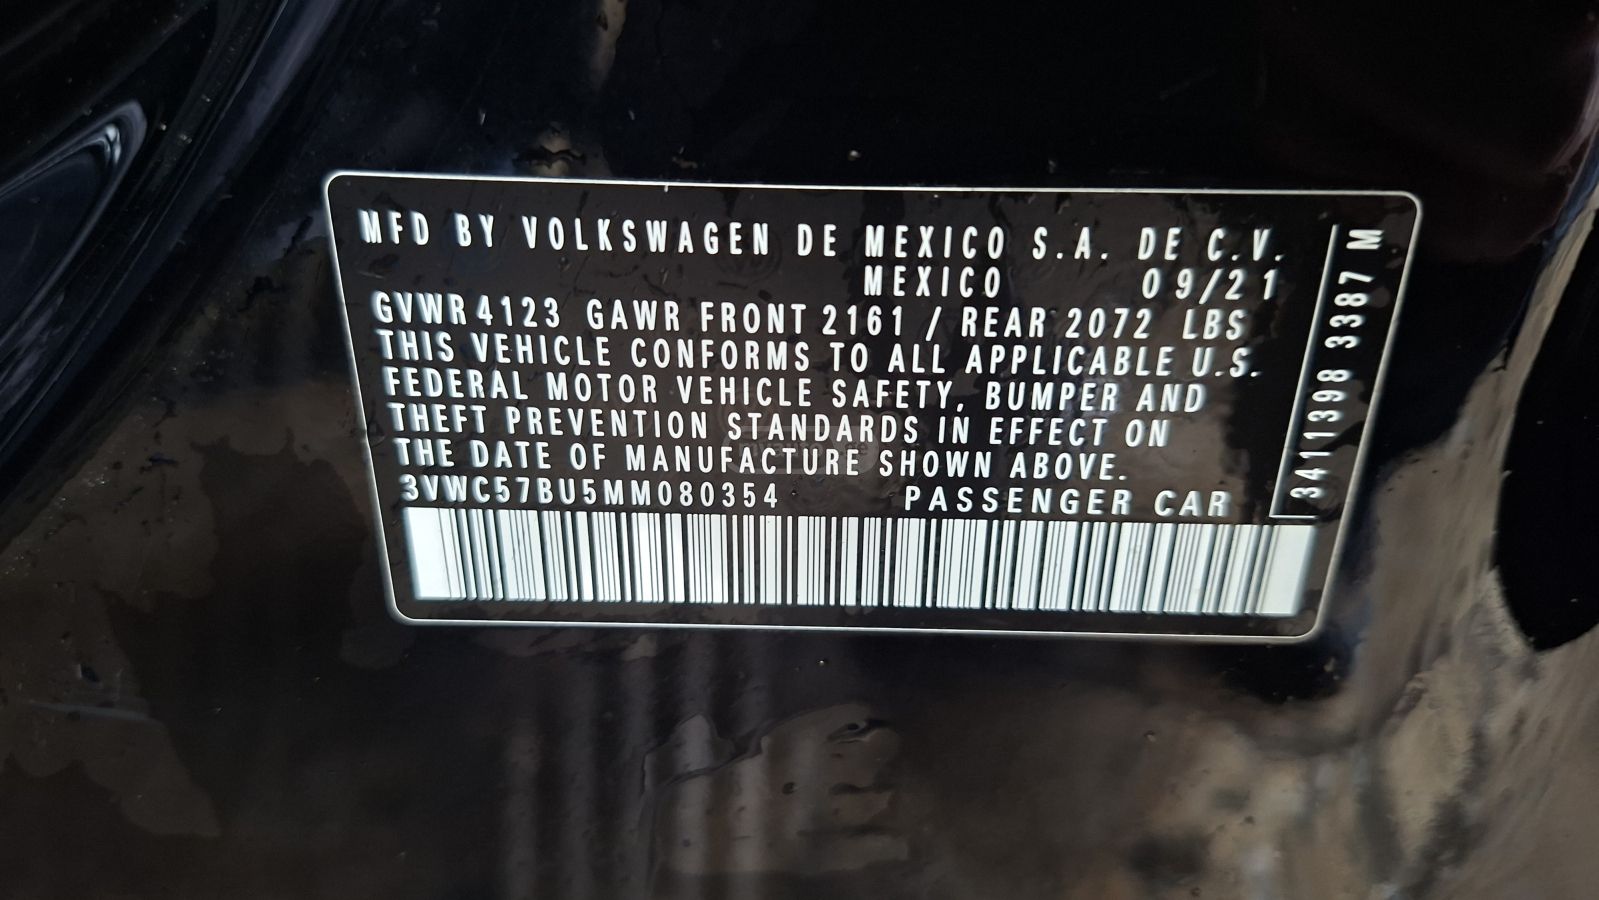 MFD BY VOLKSWAGEN DE MEXICO S.A. DE C.V.
MEXICO 09/21
GVWR 4123 GAWR FRONT 2161 / REAR 2072 LBS
THIS VEHICLE CONFORMS TO ALL APPLICABLE U.S.
FEDERAL MOTOR VEHICLE SAFETY, BUMPER AND
THEFT PREVENTION STANDARDS IN EFFECT ON
THE DATE OF MANUFACTURE SHOWN ABOVE.
3VWC57BU5MM080354 PASSENGER CAR
3411398 3387 M